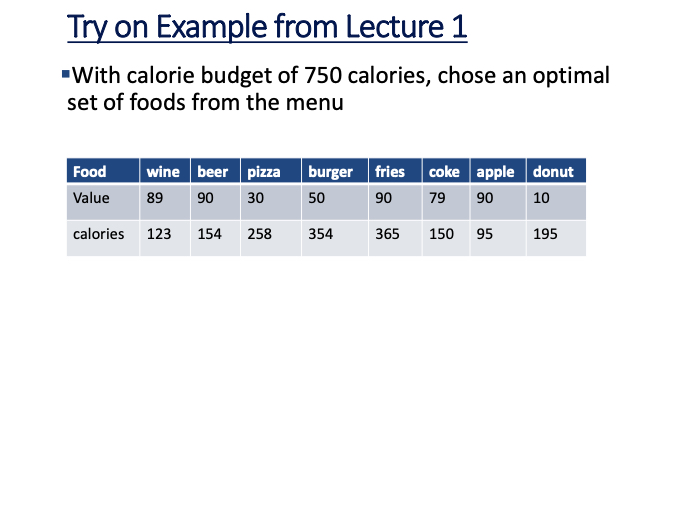 Try on Example from Lecture 1
▪With calorie budget of 750 calories, chose an optimal
set of foods from the menu
Food wine beer pizza burger fries coke apple donut
Value 89 90 30 50 90 79 90 10
calories 123 154 258 354 365 150 95 195